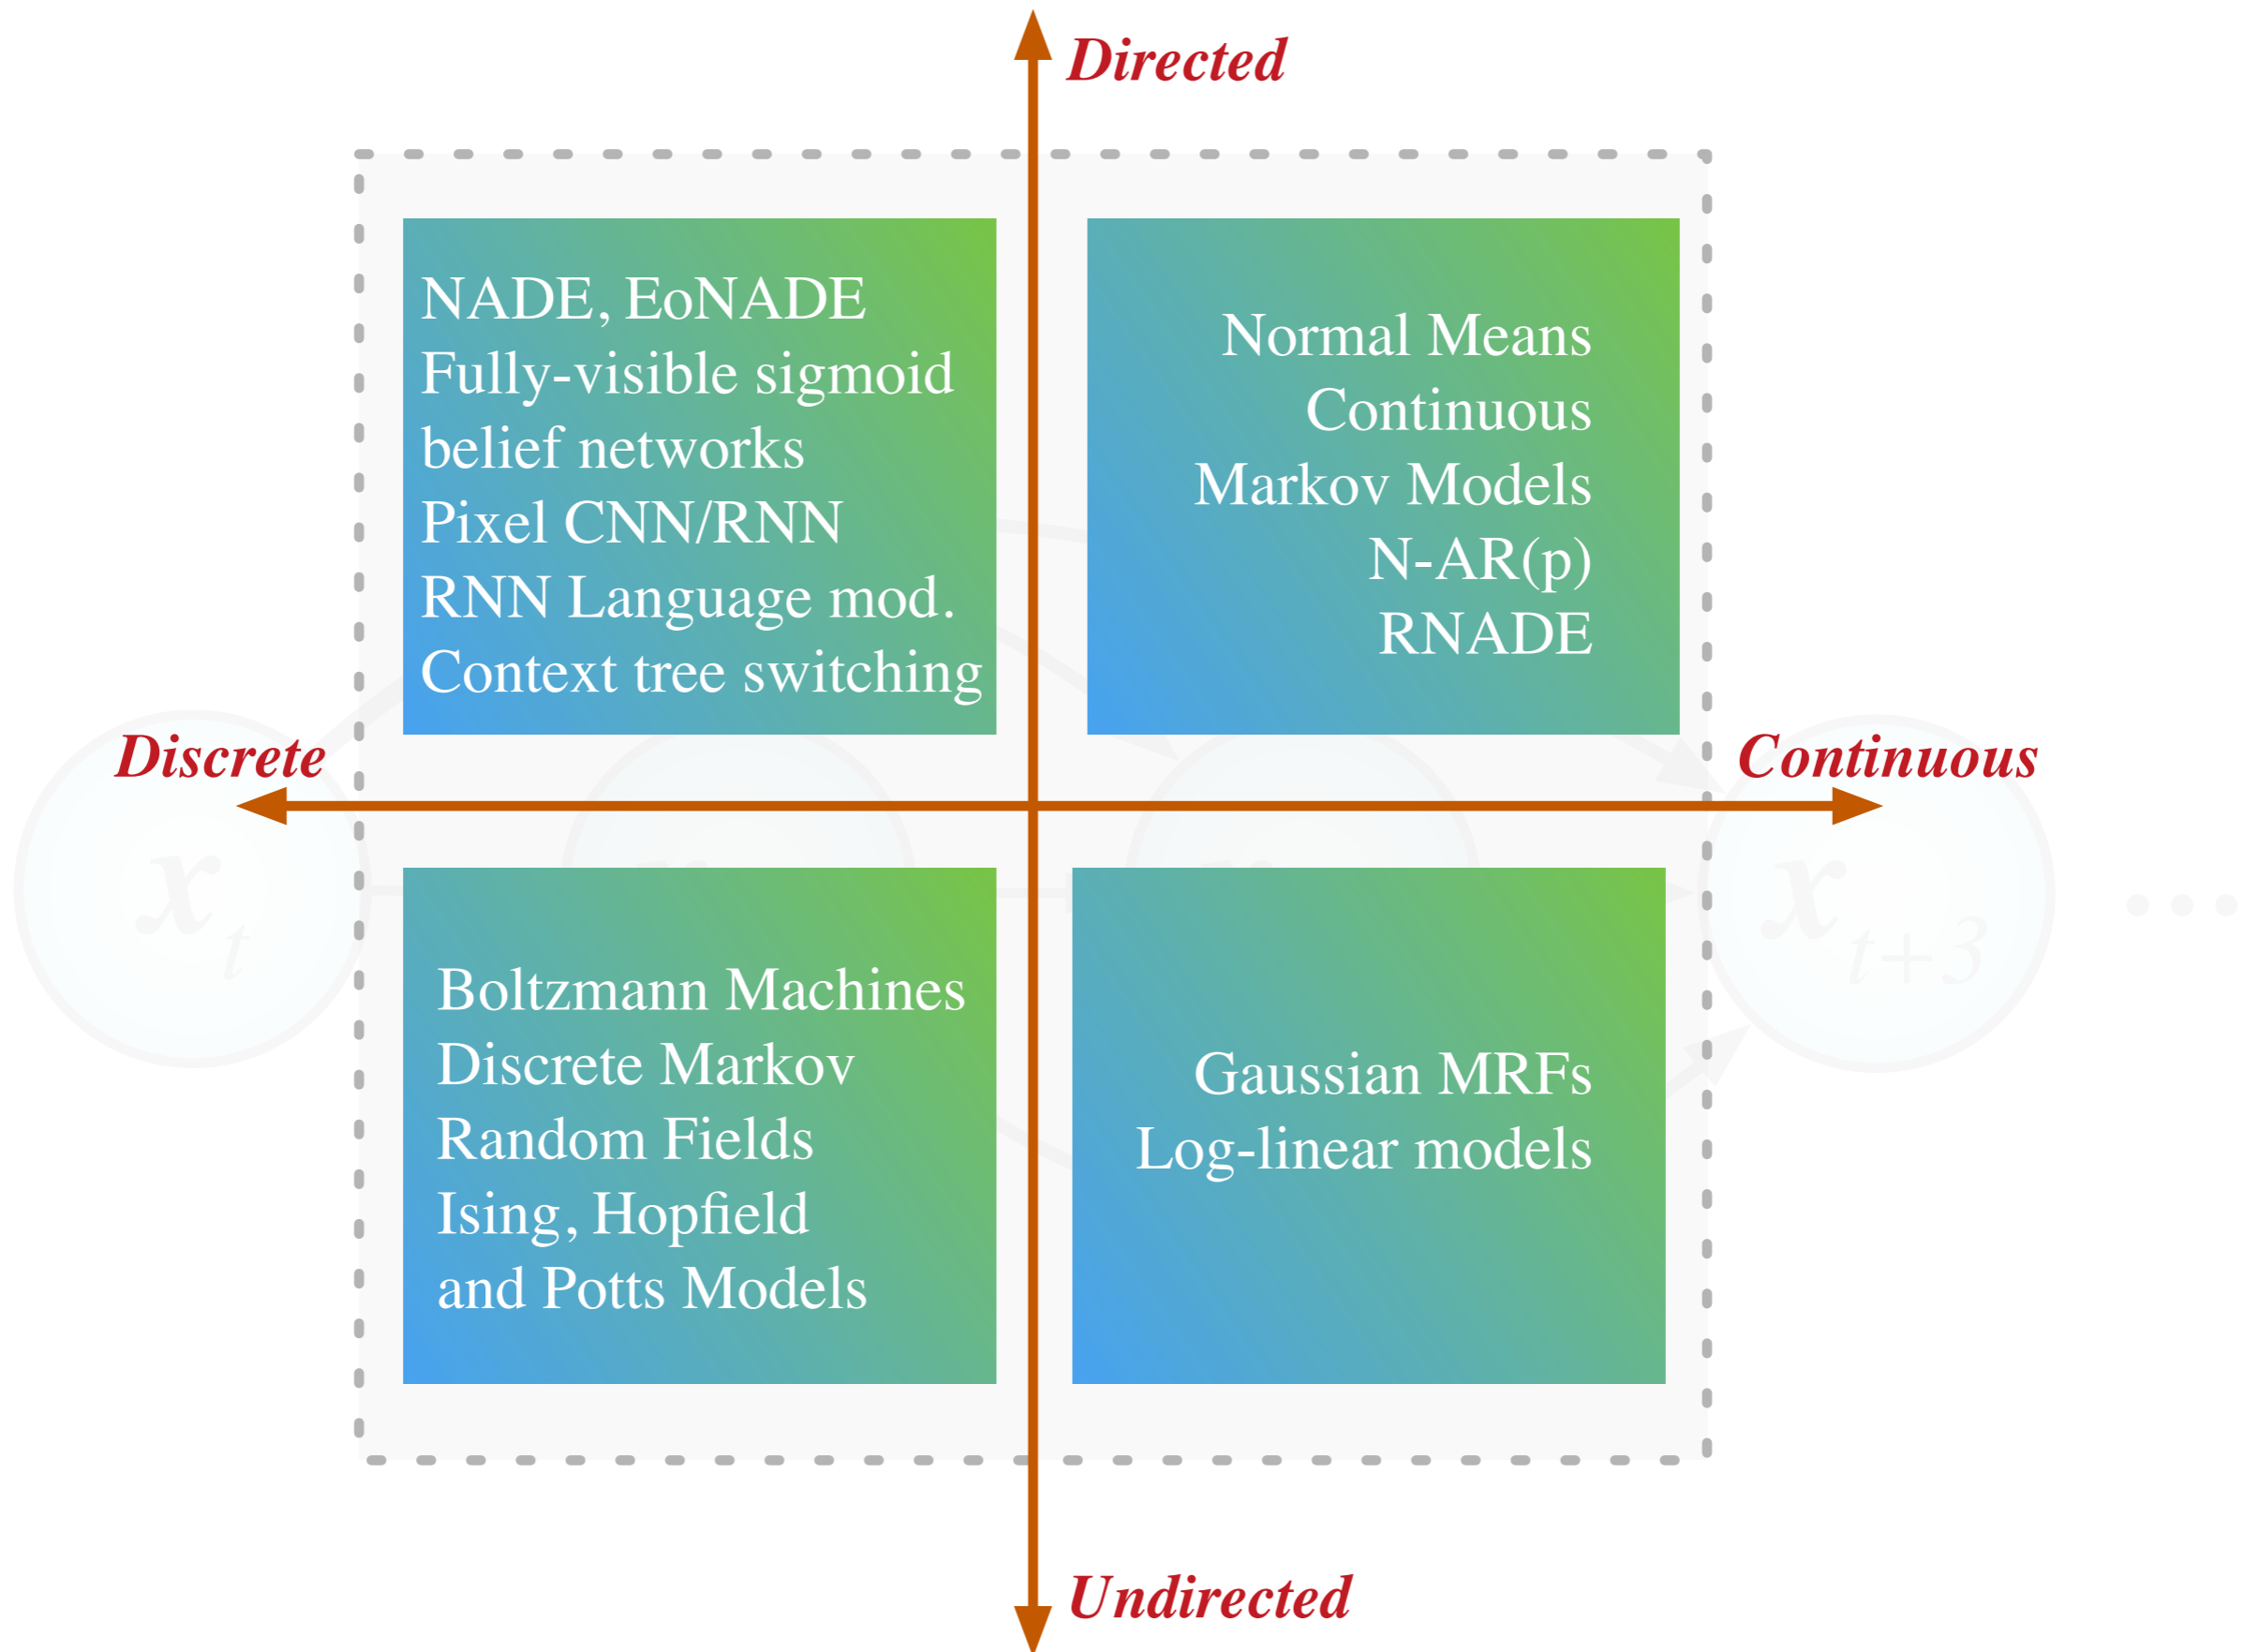 Directed
NADE, EoNADE
Fully-visible sigmoid
belief networks
Pixel CNN/RNN
RNN Language mod.
Context tree switching
Normal Means
Continuous
Markov Models
N-AR(p)
RNADE
Discrete
Continuous
x t
x t+3
...
Boltzmann Machines
Discrete Markov
Random Fields
Ising, Hopfield
and Potts Models
Gaussian MRFs
Log-linear models
Undirected